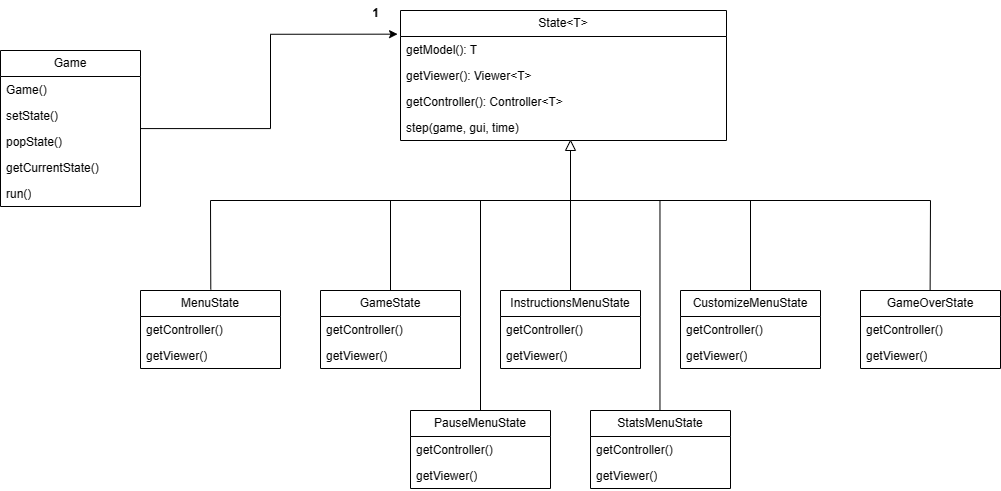 1
State<T>
getModel(): T
getViewer(): Viewer<T>
getController(): Controller<T>
step(game, gui, time)
Game
Game()
setState()
popState()
getCurrentState()
run()
MenuState
getController()
getViewer()
GameState
getController()
getViewer()
InstructionsMenuState
getController()
getViewer()
CustomizeMenuState
getController()
getViewer()
GameOverState
getController()
getViewer()
PauseMenuState
getController()
getViewer()
StatsMenuState
getController()
getViewer()